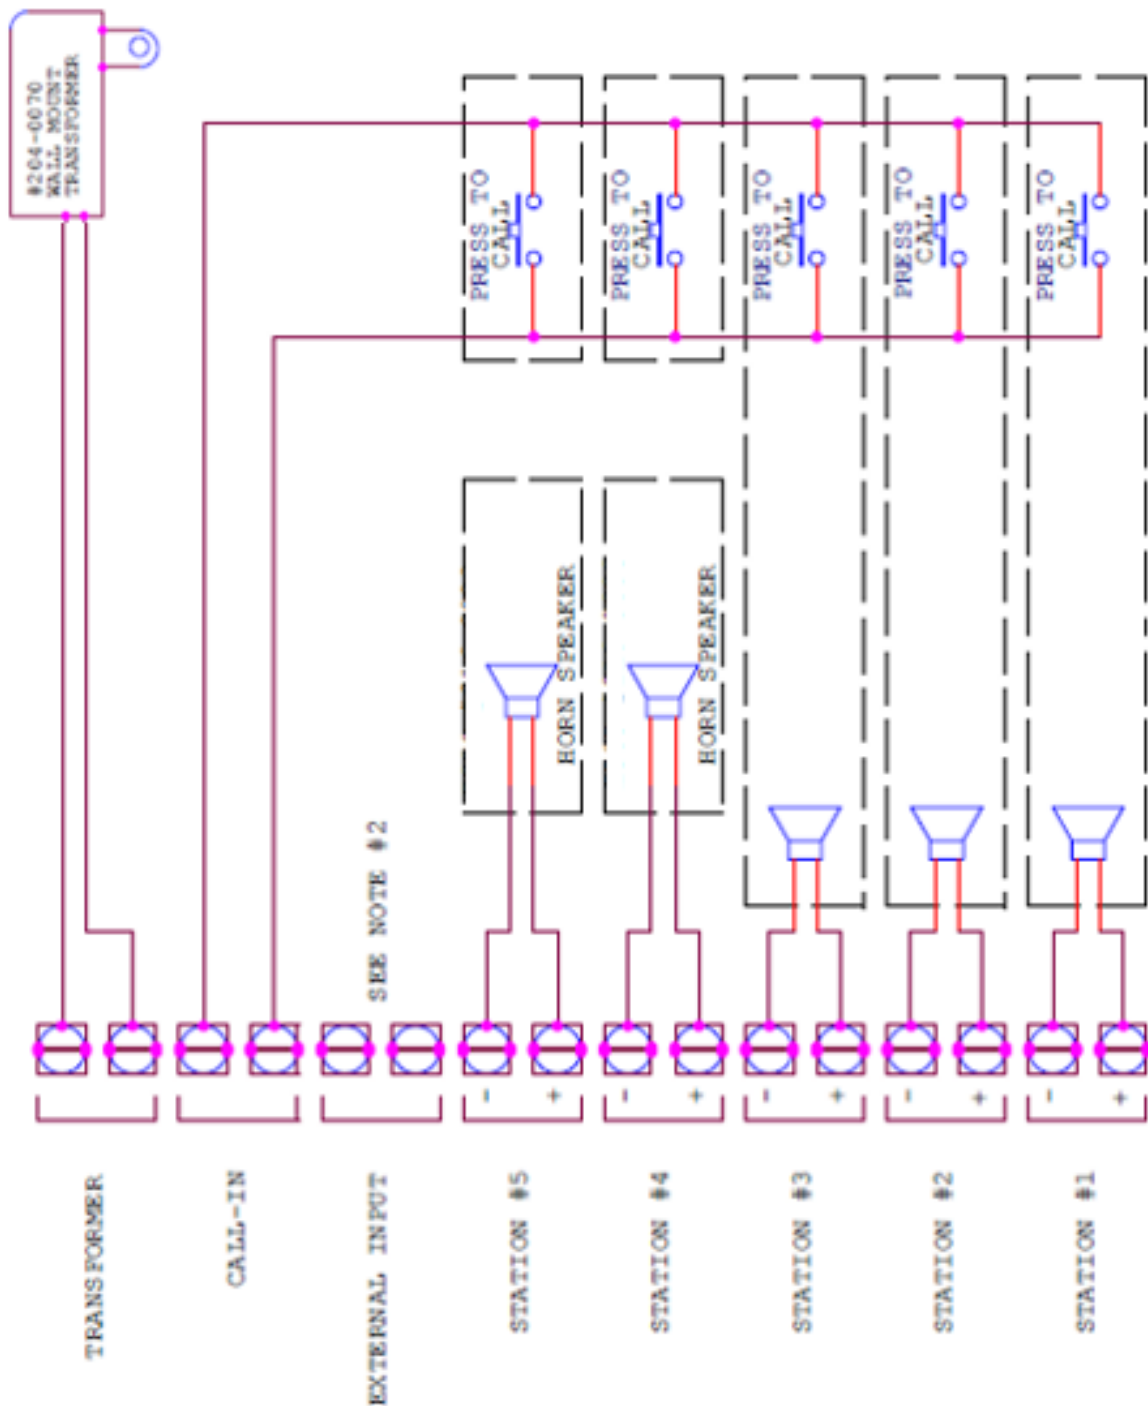 #204-0070
WALL MOUNT
TRANSFORMER
PRESS TO
CALL
PRESS TO
CALL
PRESS TO
CALL
PRESS TO
CALL
PRESS TO
CALL
HORN SPEAKER
HORN SPEAKER
SEE NOTE #2
- +
- +
- +
- +
- +
TRANSFORMER
CALL-IN
EXTERNAL INPUT
STATION #5
STATION #4
STATION #3
STATION #2
STATION #1